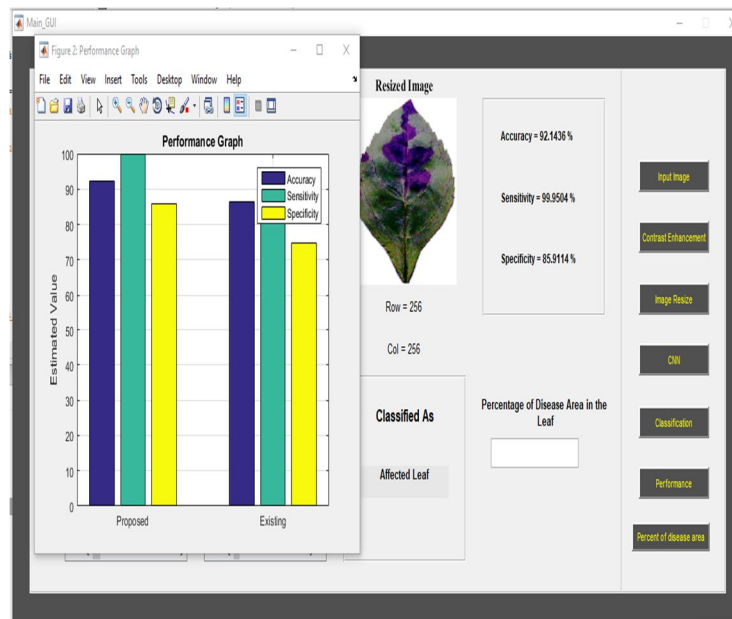 Main_GUI
Figure 2: Performance Graph
File Edit View Insert Tools Desktop Window Help
Performance Graph
Estimated Value
100
90
80
70
60
50
40
30
20
10
0
Accuracy
Sensitivity
Specificity
Proposed
Existing
Resized Image
Row = 256
Col = 256
Classified As
Affected Leaf
Accuracy = 92.1436 %
Sensitivity = 99.9504 %
Specificity = 85.9114 %
Percentage of Disease Area in the
Leaf
Input Image
Contrast Enhancement
Image Resize
CNN
Classification
Performance
Percent of disease area